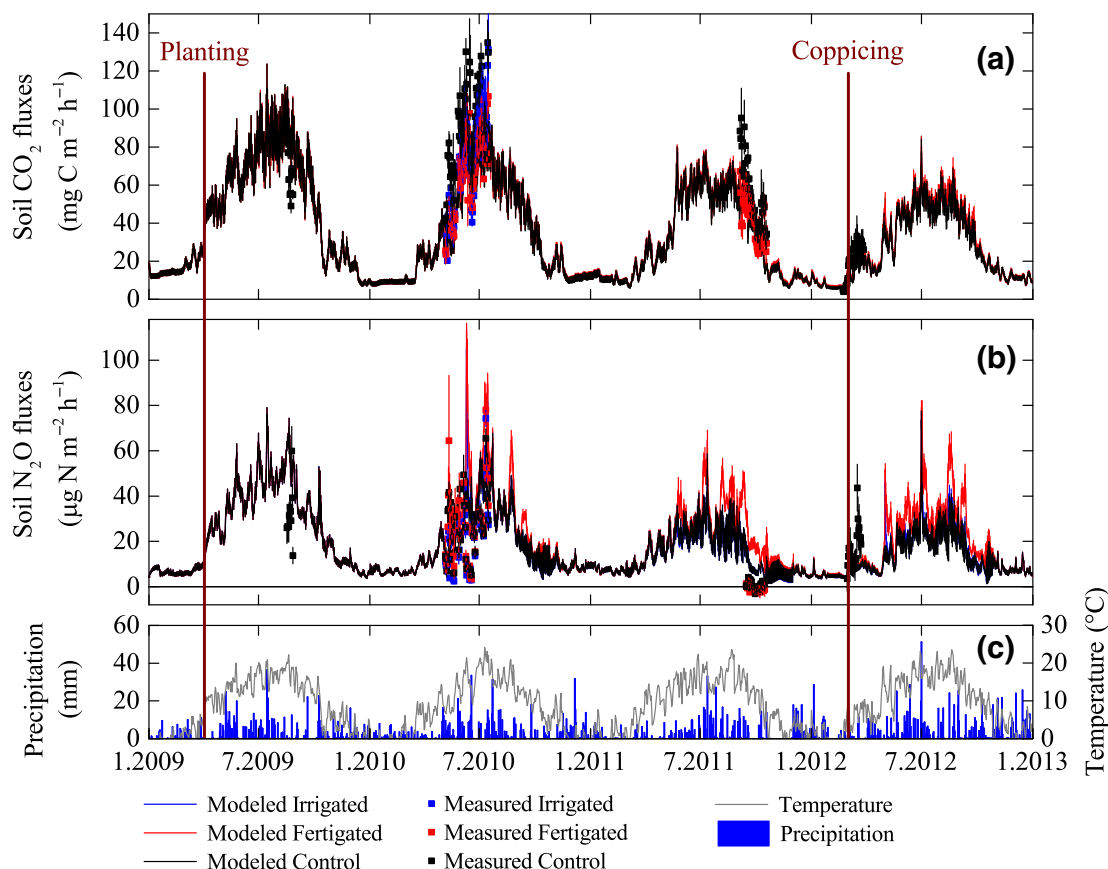 140
120
100
80
60
40
20
0
Soil CO2 fluxes
(mg C m−2 h−1)
Planting
Coppicing
(a)
100
80
60
40
20
0
Soil N2O fluxes
(μg N m−2 h−1)
(b)
60
40
20
0
Precipitation
(mm)
(c)
30
20
10
0
Temperature (°C)
1.2009 7.2009 1.2010 7.2010 1.2011 7.2011 1.2012 7.2012 1.2013
Modeled Irrigated Measured Irrigated Temperature
Modeled Fertigated Measured Fertigated Precipitation
Modeled Control Measured Control